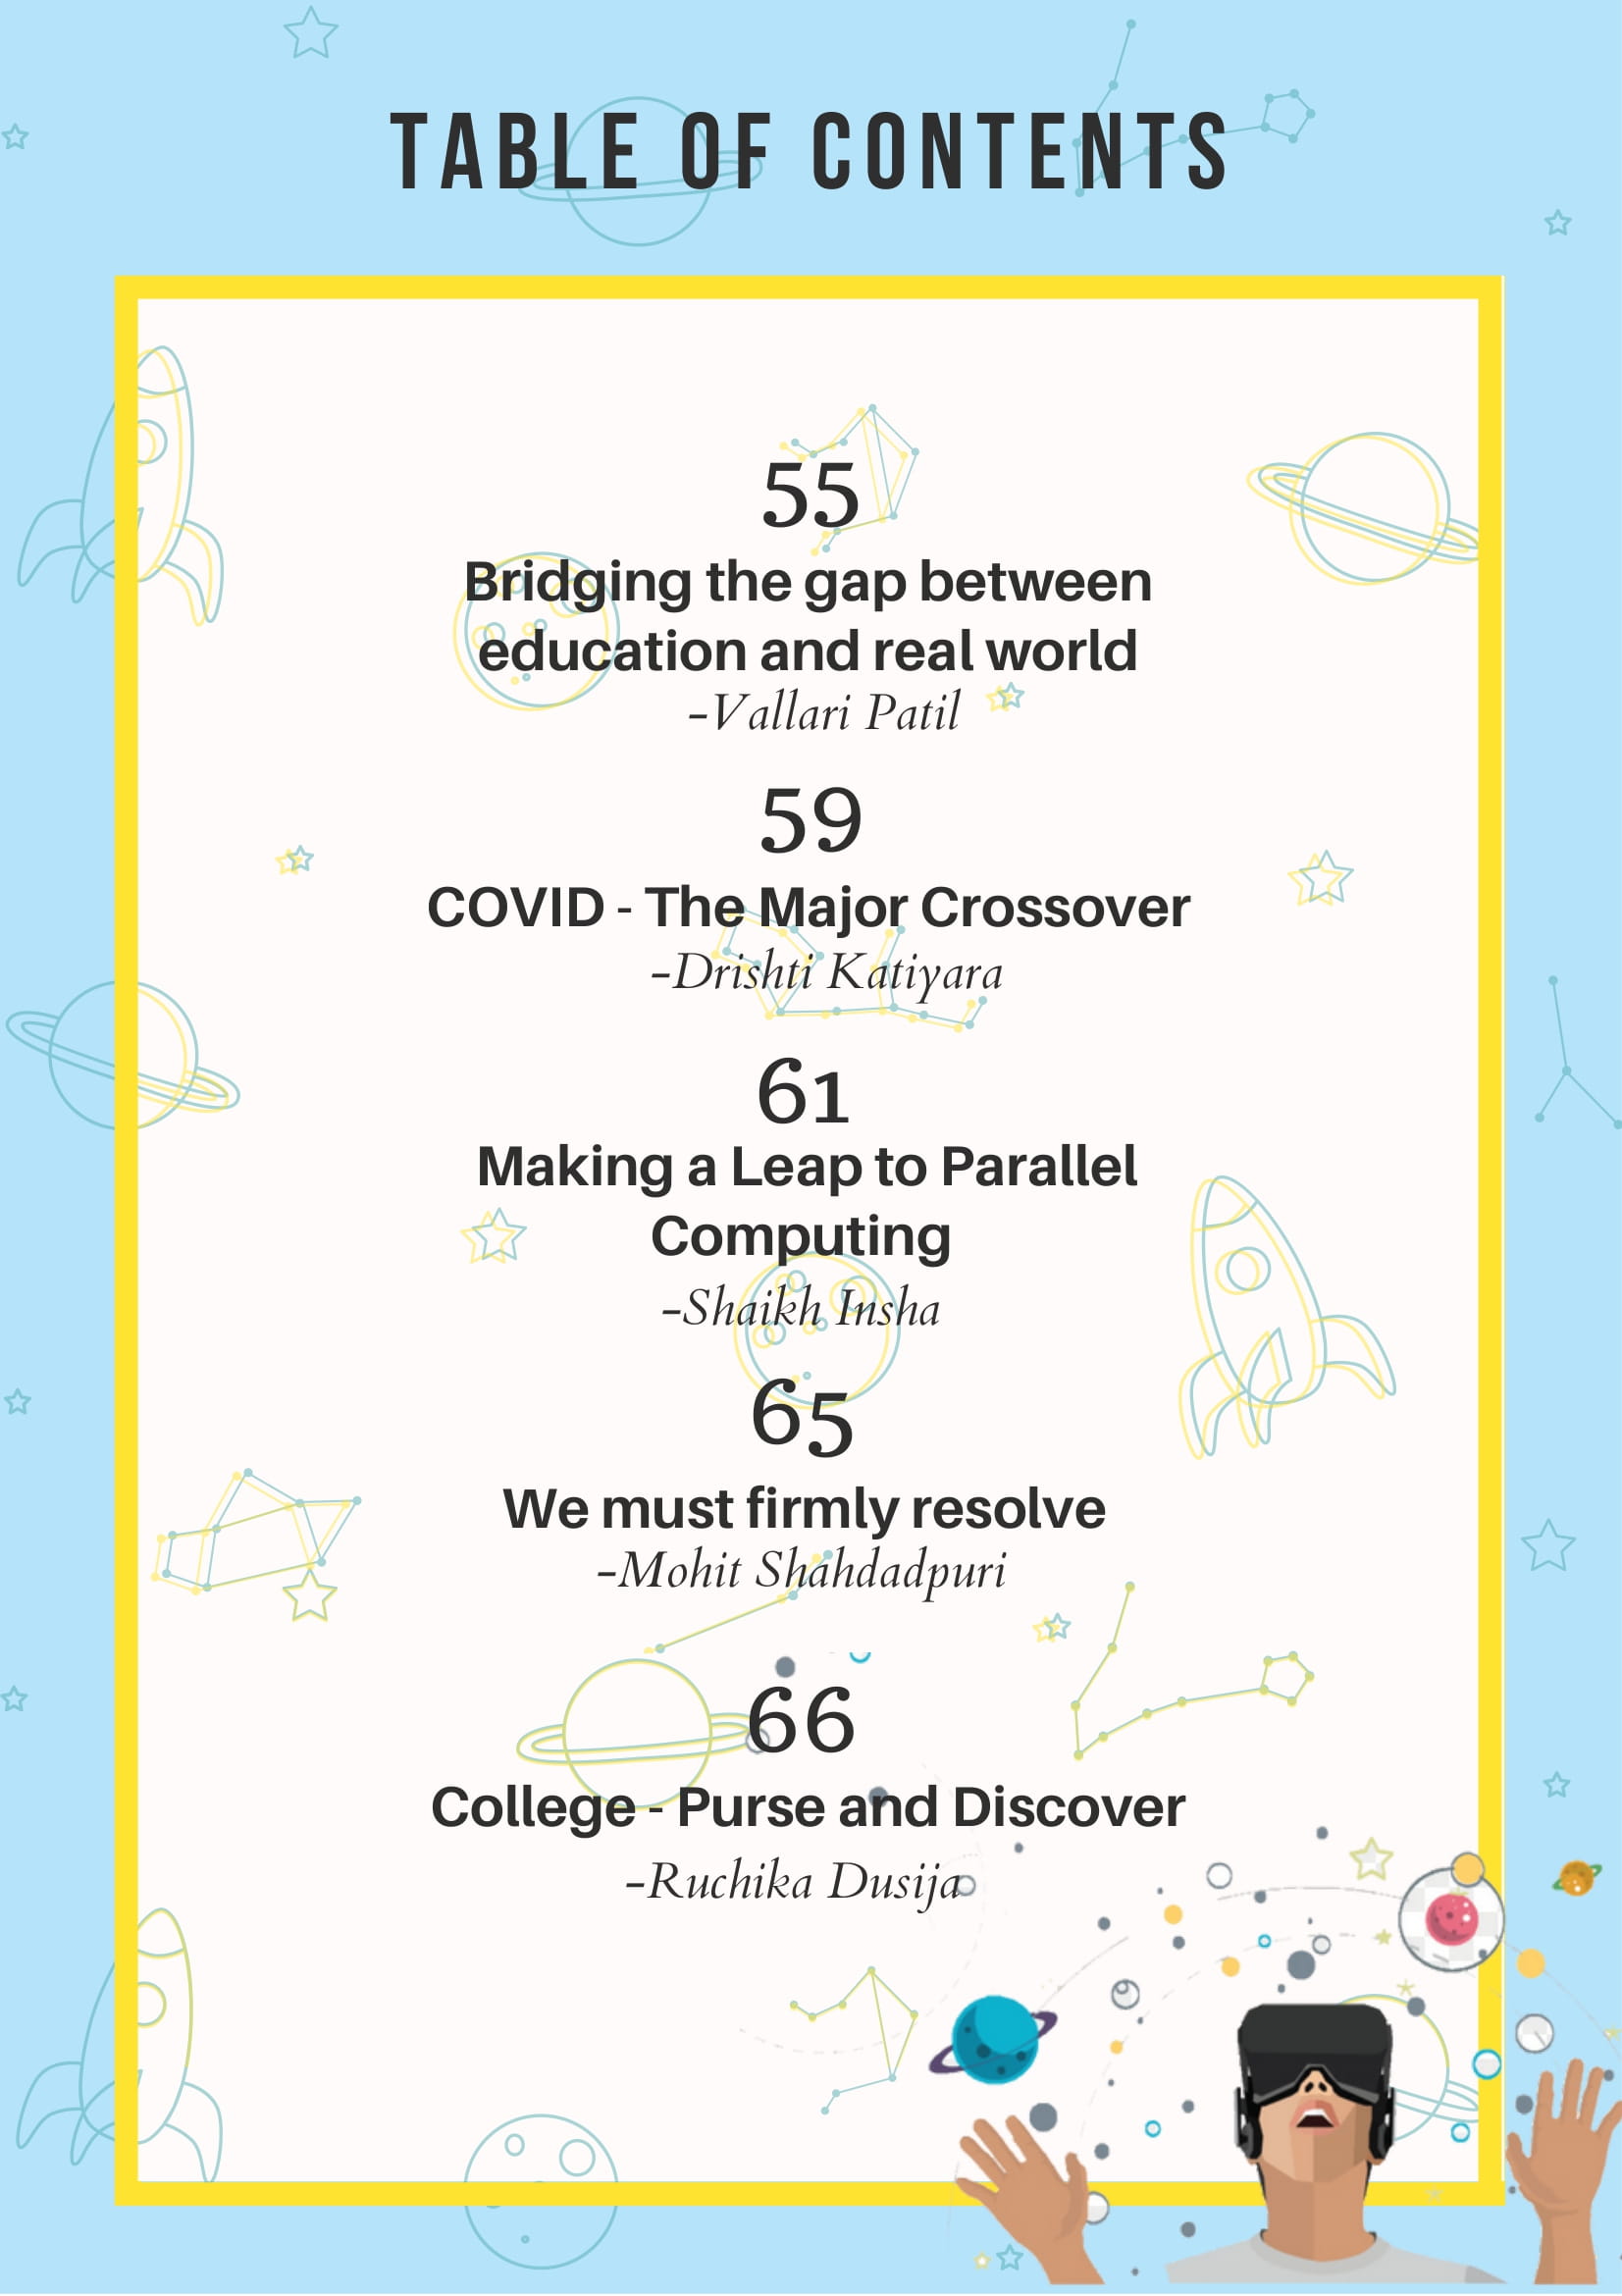 TABLE OF CONTENTS
55
Bridging the gap between
education and real world
-Vallari Patil
59
COVID - The Major Crossover
-Drishti Katiyara
61
Making a Leap to Parallel
Computing
-Shaikh Insha
65
We must firmly resolve
-Mohit Shahdadpuri
66
College - Purse and Discover
-Ruchika Dusija